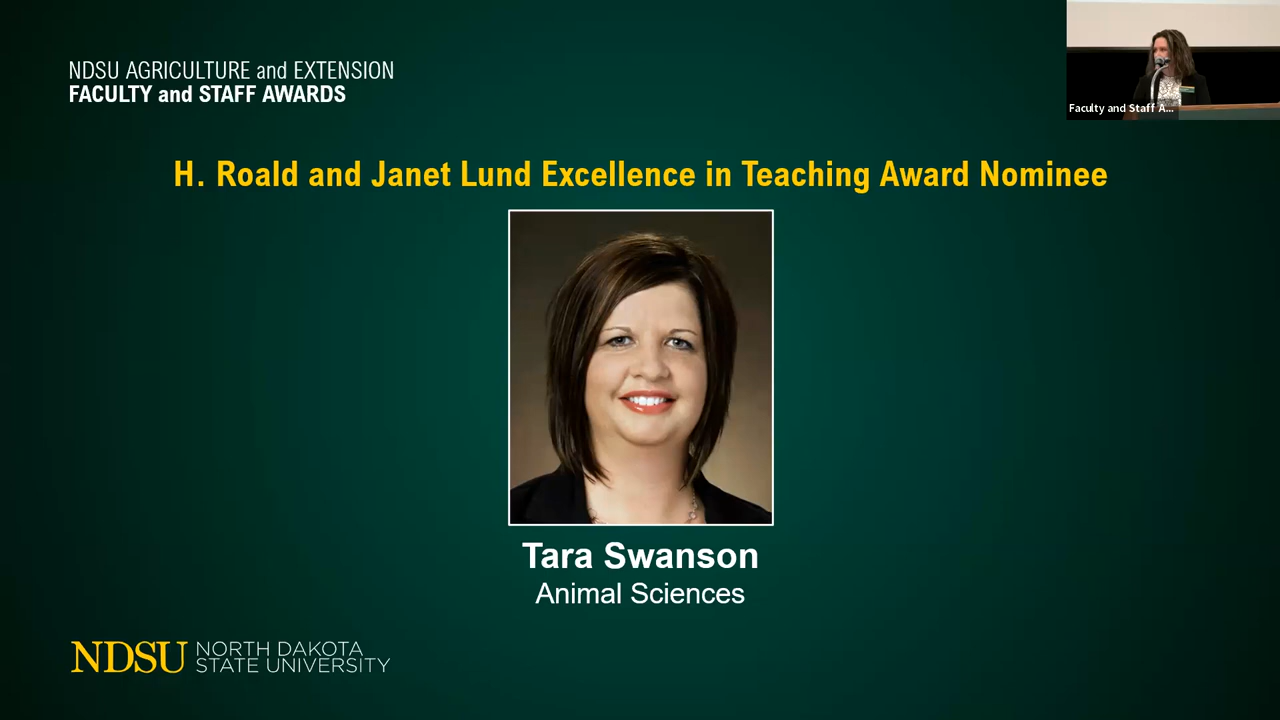 NDSU AGRICULTURE and EXTENSION
FACULTY and STAFF AWARDS
Faculty and Staff A...
H. Roald and Janet Lund Excellence in Teaching Award Nominee
Tara Swanson
Animal Sciences
NDSU NORTH DAKOTA
STATE UNIVERSITY